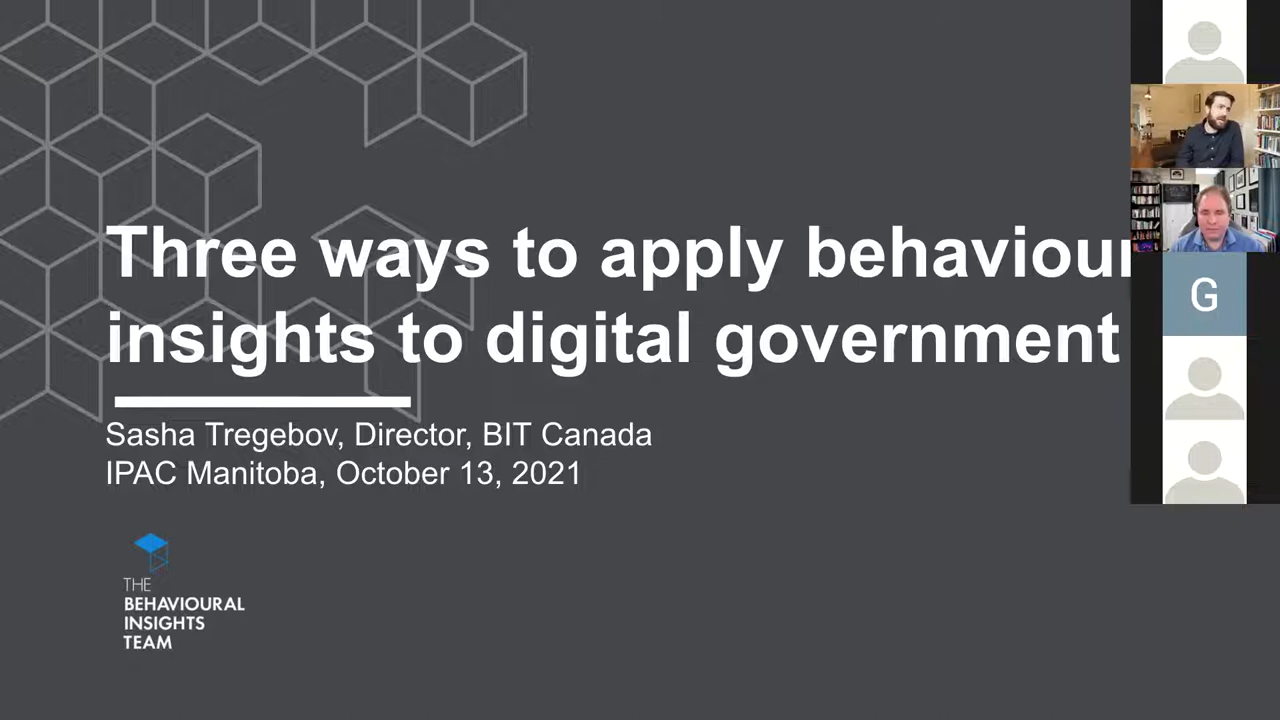 Three ways to apply behaviour
insights to digital government
Sasha Tregebov, Director, BIT Canada
IPAC Manitoba, October 13, 2021
THE
BEHAVIOURAL
INSIGHTS
TEAM
G